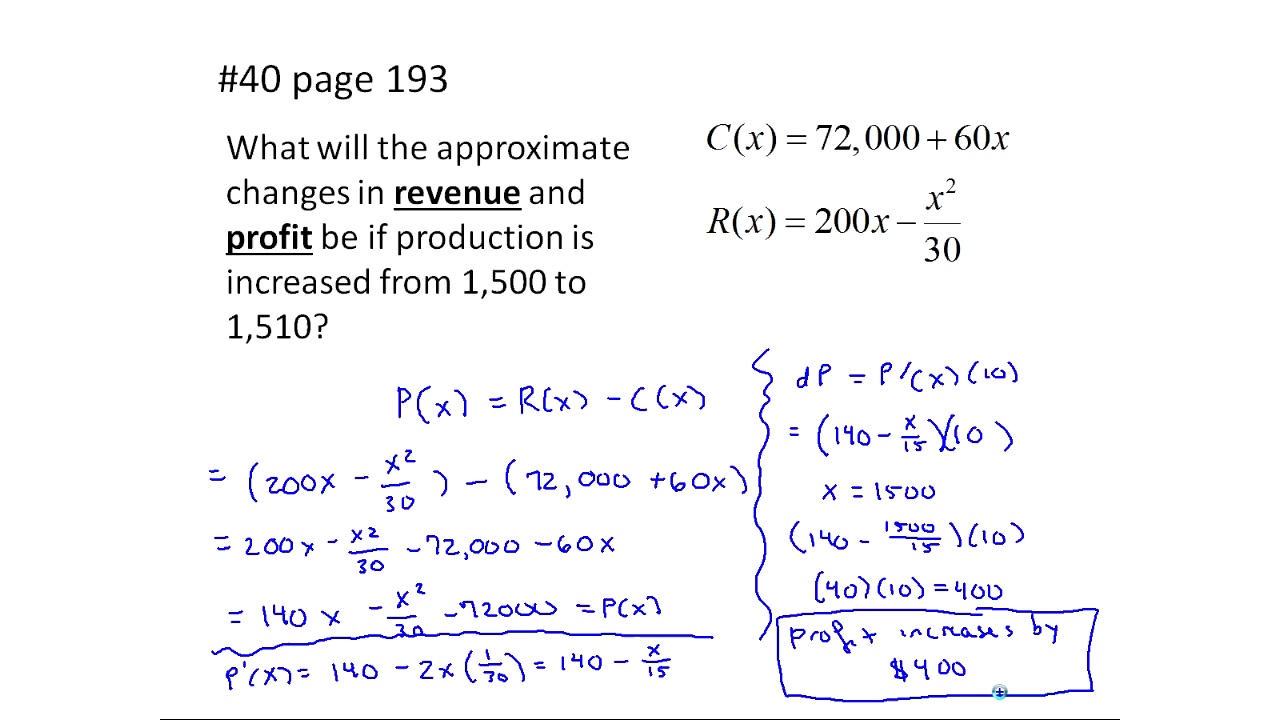 #40 page 193
What will the approximate
changes in revenue and
profit be if production is
increased from 1,500 to
1,510?
C(x) = 72,000 + 60x
R(x) = 200x − x²/30
P(x) = R(x) − C(x)
= (200x − x²/30) − (72,000 + 60x)
= 200x − x²/30 − 72,000 − 60x
= 140x − x²/30 − 72000 = P(x)
P'(x) = 140 − 2x(1/30) = 140 − x/15
dP = P'(x)(10)
= (140 − x/15)(10)
x = 1500
(140 − 1500/15)(10)
(40)(10) = 400
profit increases by
$400